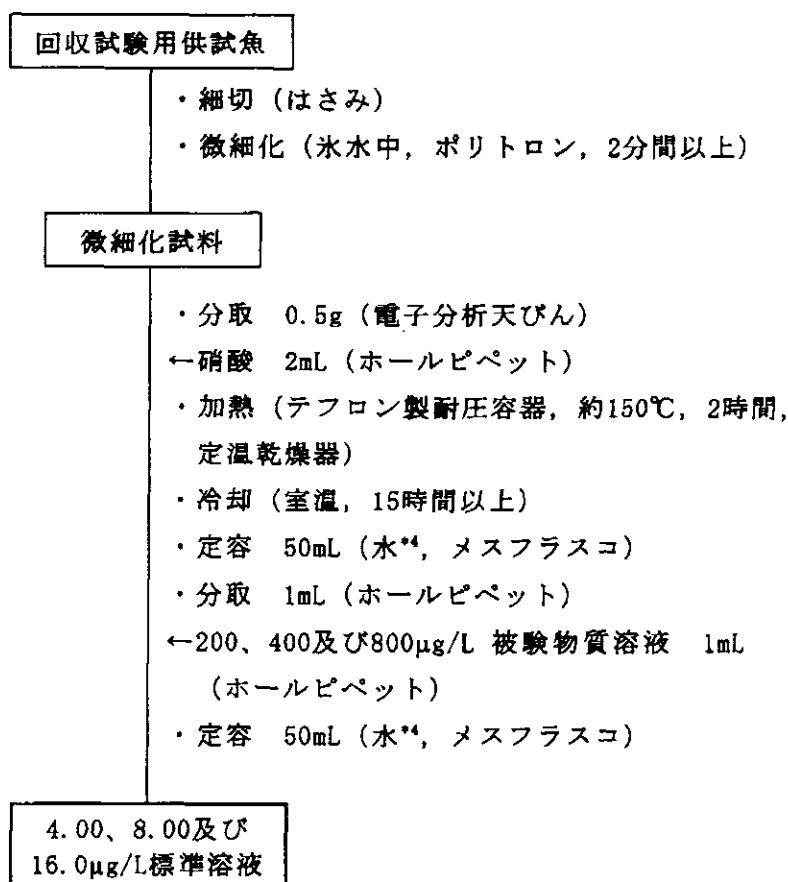 回収試験用供試魚
・細切（はさみ）
・微細化（氷水中，ポリトロン，2分間以上）
微細化試料
・分取　0.5g（電子分析天びん）
←硝酸　2mL（ホールピペット）
・加熱（テフロン製耐圧容器，約150℃，2時間，
定温乾燥器）
・冷却（室温，15時間以上）
・定容　50mL（水*4，メスフラスコ）
・分取　1mL（ホールピペット）
←200、400及び800μg/L 被験物質溶液　1mL
（ホールピペット）
・定容　50mL（水*4，メスフラスコ）
4.00、8.00及び
16.0μg/L標準溶液